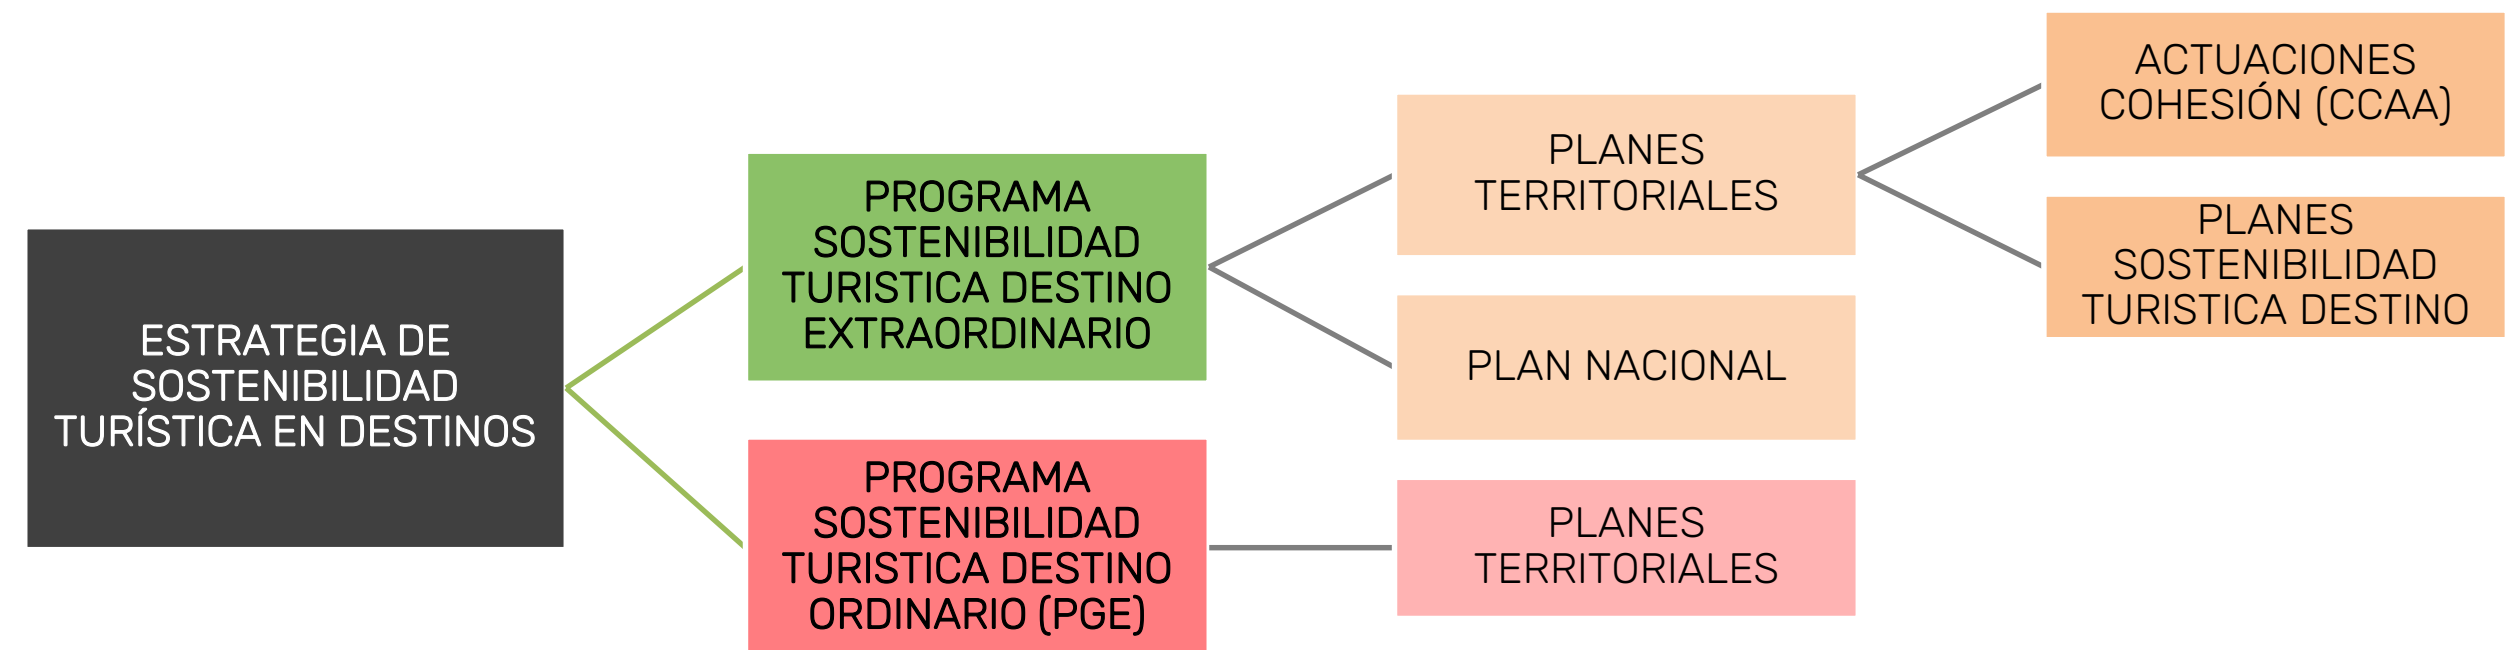 ESTRATEGIA DE
SOSTENIBILIDAD
TURÍSTICA EN DESTINOS
PROGRAMA
SOSTENIBILIDAD
TURISTICA DESTINO
EXTRAORDINARIO
PROGRAMA
SOSTENIBILIDAD
TURISTICA DESTINO
ORDINARIO (PGE)
PLANES
TERRITORIALES
PLAN NACIONAL
PLANES
TERRITORIALES
ACTUACIONES
COHESIÓN (CCAA)
PLANES
SOSTENIBILIDAD
TURISTICA DESTINO